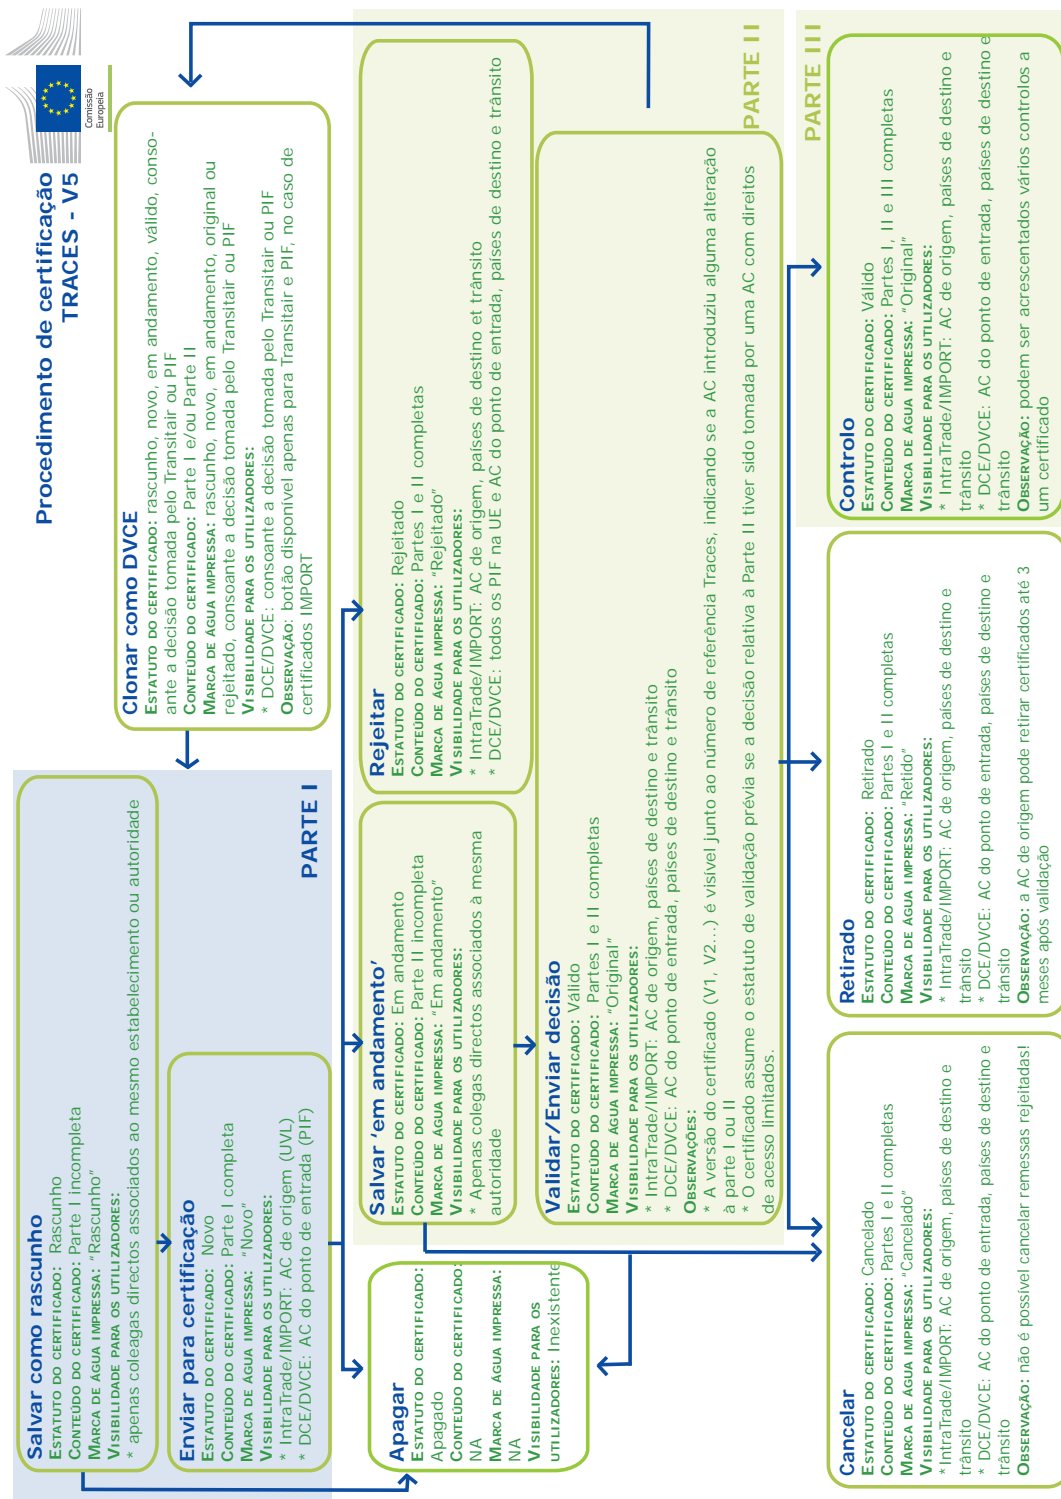 Procedimento de certificação
TRACES - V5
Comissão
Europeia
Salvar como rascunho
Estatuto do certificado: Rascunho
Conteúdo do certificado: Parte I incompleta
Marca de água impressa: “Rascunho”
Visibilidade para os utilizadores:
* apenas coleagas directos associados ao mesmo estabelecimento ou autoridade
Enviar para certificação
Estatuto do certificado: Novo
Conteúdo do certificado: Parte I completa
Marca de água impressa: “Novo”
Visibilidade para os utilizadores:
* IntraTrade/IMPORT: AC de origem (UVL)
* DCE/DVCE: AC do ponto de entrada (PIF)
PARTE I
Clonar como DVCE
Estatuto do certificado: rascunho, novo, em andamento, válido, conso-
ante a decisão tomada pelo Transitair ou PIF
Conteúdo do certificado: Parte I e/ou Parte II
Marca de água impressa: rascunho, novo, em andamento, original ou
rejeitado, consoante a decisão tomada pelo Transitair ou PIF
Visibilidade para os utilizadores:
* DCE/DVCE: consoante a decisão tomada pelo Transitair ou PIF
Observação: botão disponível apenas para Transitair e PIF, no caso de
certificados IMPORT
Apagar
Estatuto do certificado:
Apagado
Conteúdo do certificado:
NA
Marca de água impressa:
NA
Visibilidade para os
utilizadores: Inexistente
Salvar ‘em andamento’
Estatuto do certificado: Em andamento
Conteúdo do certificado: Parte II incompleta
Marca de água impressa: “Em andamento”
Visibilidade para os utilizadores:
* Apenas colegas directos associados à mesma
autoridade
Rejeitar
Estatuto do certificado: Rejeitado
Conteúdo do certificado: Partes I e II completas
Marca de água impressa: “Rejeitado”
Visibilidade para os utilizadores:
* IntraTrade/IMPORT: AC de origem, países de destino et trânsito
* DCE/DVCE: todos os PIF na UE e AC do ponto de entrada, países de destino e trânsito
Validar/Enviar decisão
Estatuto do certificado: Válido
Conteúdo do certificado: Partes I e II completas
Marca de água impressa: “Original”
Visibilidade para os utilizadores:
* IntraTrade/IMPORT: AC de origem, países de destino e trânsito
* DCE/DVCE: AC do ponto de entrada, países de destino e trânsito
Observações:
* A versão do certificado (V1, V2...) é visível junto ao número de referência Traces, indicando se a AC introduziu alguma alteração
à parte I ou II
* O certificado assume o estatuto de validação prévia se a decisão relativa à Parte II tiver sido tomada por uma AC com direitos
de acesso limitados.
PARTE II
Cancelar
Estatuto do certificado: Cancelado
Conteúdo do certificado: Partes I e II completas
Marca de água impressa: “Cancelado”
Visibilidade para os utilizadores:
* IntraTrade/IMPORT: AC de origem, países de destino e
trânsito
* DCE/DVCE: AC do ponto de entrada, países de destino e
trânsito
Observação: não é possível cancelar remessas rejeitadas!
Retirado
Estatuto do certificado: Retirado
Conteúdo do certificado: Partes I e II completas
Marca de água impressa: “Retido”
Visibilidade para os utilizadores:
* IntraTrade/IMPORT: AC de origem, países de destino e
trânsito
* DCE/DVCE: AC do ponto de entrada, países de destino e
trânsito
Observação: a AC de origem pode retirar certificados até 3
meses após validação
PARTE III
Controlo
Estatuto do certificado: Válido
Conteúdo do certificado: Partes I, II e III completas
Marca de água impressa: “Original”
Visibilidade para os utilizadores:
* IntraTrade/IMPORT: AC de origem, países de destino e
trânsito
* DCE/DVCE: AC do ponto de entrada, países de destino e
trânsito
Observação: podem ser acrescentados vários controlos a
um certificado